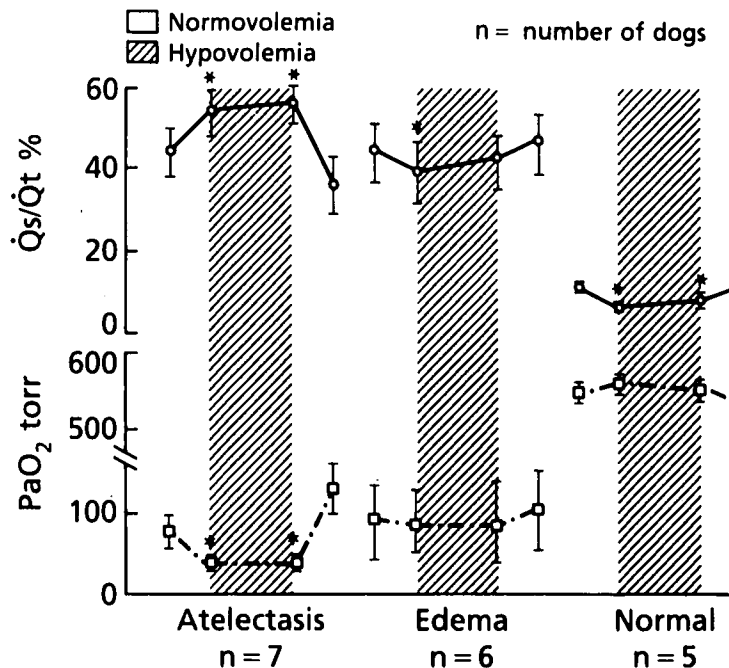 Normovolemia
Hypovolemia
n = number of dogs
Q̇s/Q̇t %
60
40
20
0
PaO₂ torr
600
500
100
0
* * * * *
* *
Atelectasis Edema Normal
n = 7 n = 6 n = 5